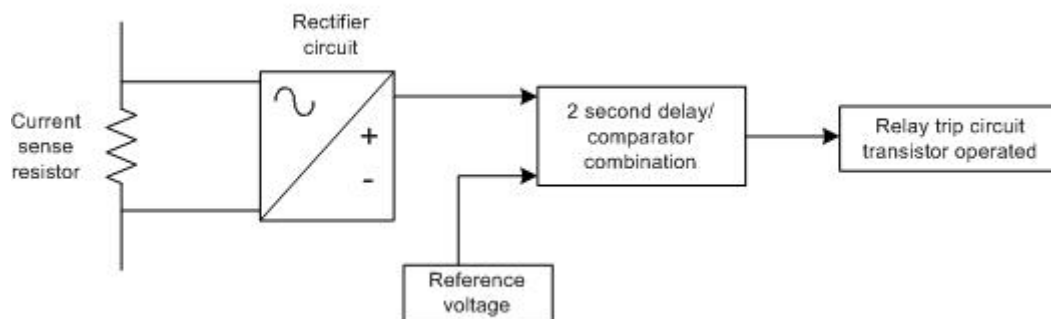 Rectifier
circuit
Current
sense
resistor
+
-
2 second delay/
comparator
combination
Relay trip circuit
transistor operated
Reference
voltage